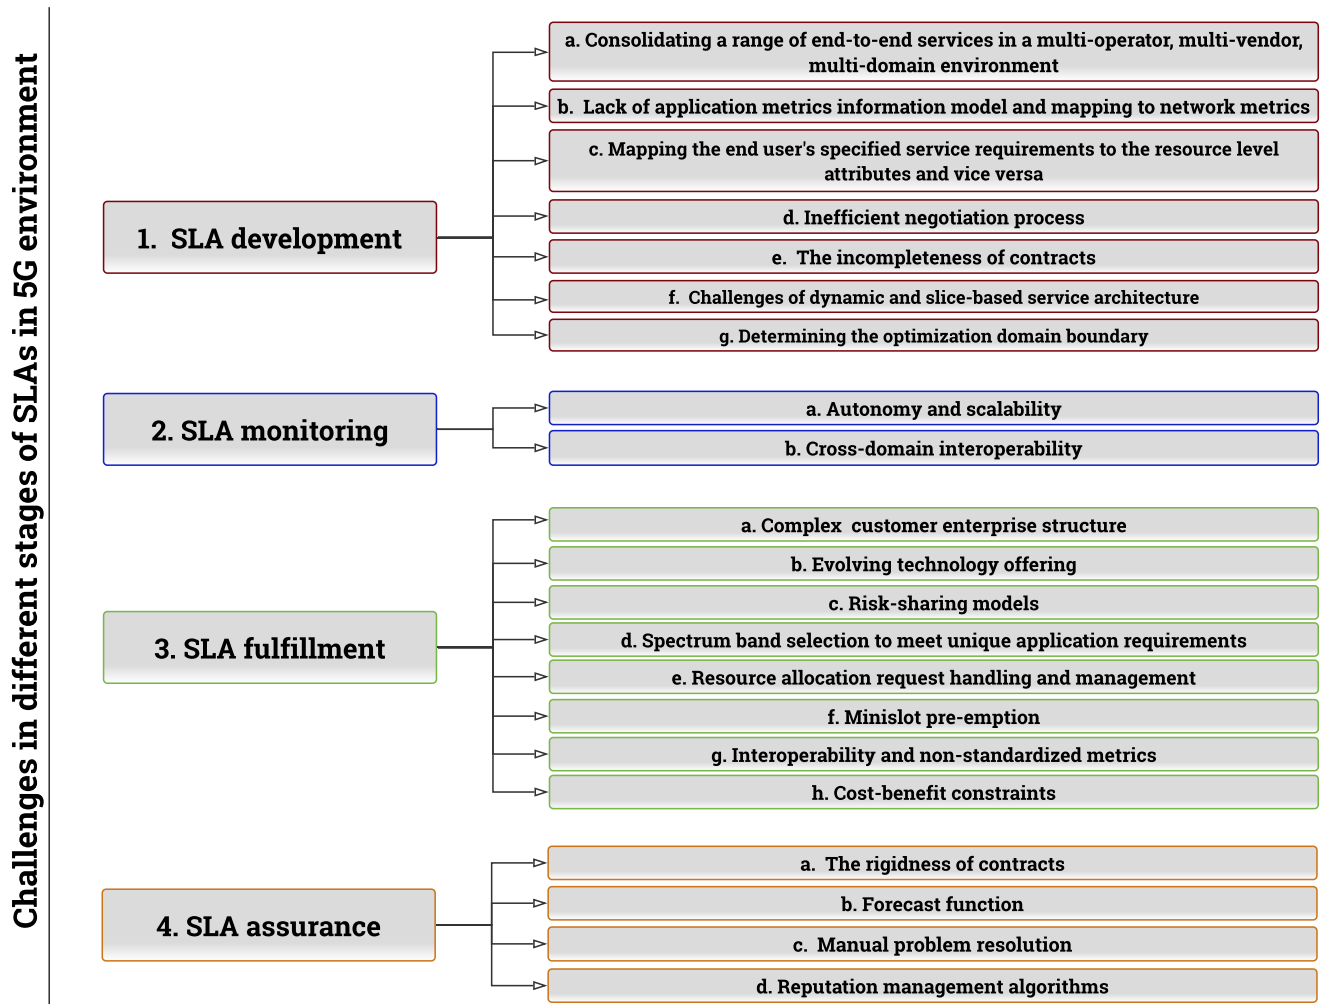 Challenges in different stages of SLAs in 5G environment
1. SLA development
a. Consolidating a range of end-to-end services in a multi-operator, multi-vendor,
multi-domain environment
b. Lack of application metrics information model and mapping to network metrics
c. Mapping the end user's specified service requirements to the resource level
attributes and vice versa
d. Inefficient negotiation process
e. The incompleteness of contracts
f. Challenges of dynamic and slice-based service architecture
g. Determining the optimization domain boundary
2. SLA monitoring
a. Autonomy and scalability
b. Cross-domain interoperability
3. SLA fulfillment
a. Complex customer enterprise structure
b. Evolving technology offering
c. Risk-sharing models
d. Spectrum band selection to meet unique application requirements
e. Resource allocation request handling and management
f. Minislot pre-emption
g. Interoperability and non-standardized metrics
h. Cost-benefit constraints
4. SLA assurance
a. The rigidness of contracts
b. Forecast function
c. Manual problem resolution
d. Reputation management algorithms